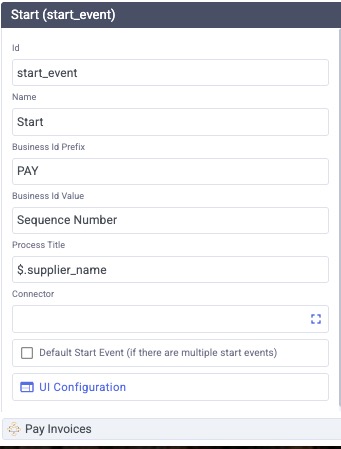 Start (start_event)
Id
start_event
Name
Start
Business Id Prefix
PAY
Business Id Value
Sequence Number
Process Title
$.supplier_name
Connector
Default Start Event (if there are multiple start events)
UI Configuration
Pay Invoices